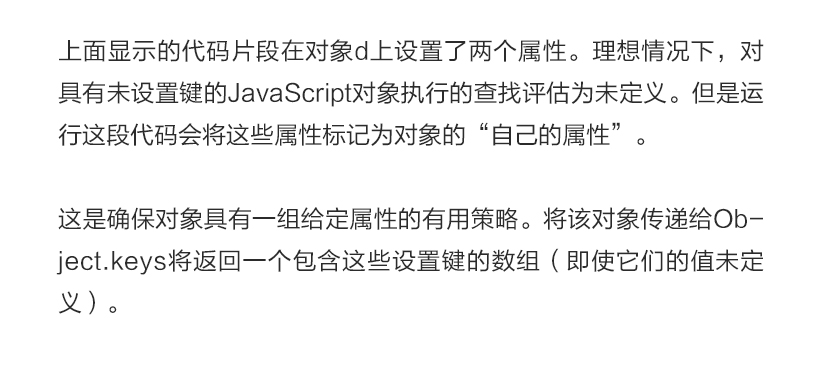 上面显示的代码片段在对象d上设置了两个属性。理想情况下，对
具有未设置键的JavaScript对象执行的查找评估为未定义。但是运
行这段代码会将这些属性标记为对象的“自己的属性”。
这是确保对象具有一组给定属性的有用策略。将该对象传递给Ob-
ject.keys将返回一个包含这些设置键的数组（即使它们的值未定
义）。